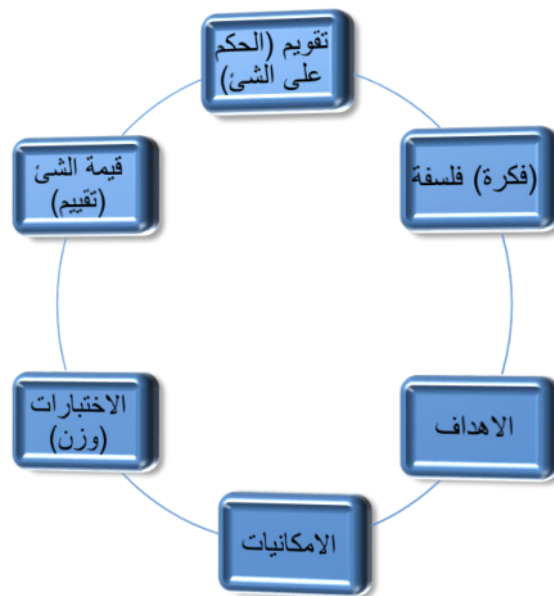 تقويم (الحكم
على الشئ)
(فكرة) فلسفة
الاهداف
الامكانيات
الاختبارات
(وزن)
قيمة الشئ
(تقييم)